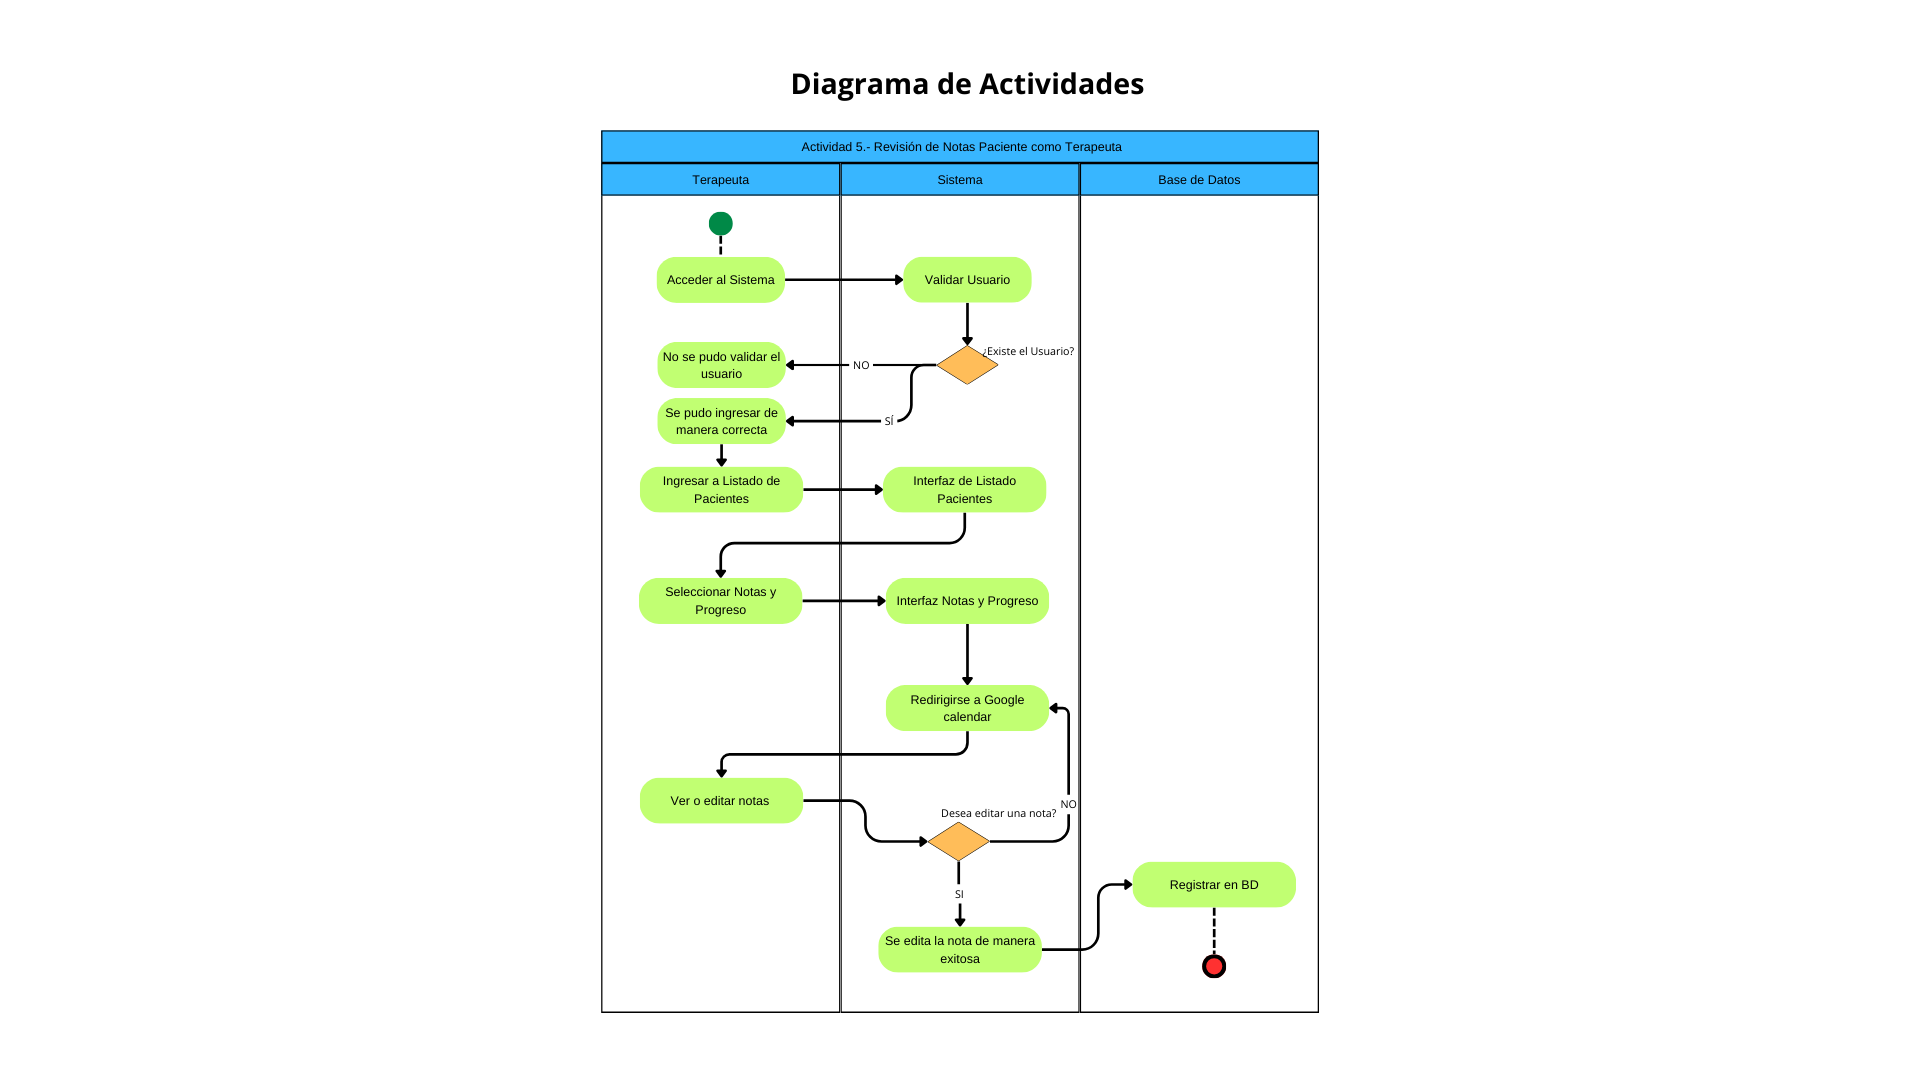 Diagrama de Actividades
Actividad 5.- Revisión de Notas Paciente como Terapeuta
Terapeuta
Sistema
Base de Datos
Acceder al Sistema
Validar Usuario
¿Existe el Usuario?
No se pudo validar el
usuario
NO
Se pudo ingresar de
manera correcta
SÍ
Ingresar a Listado de
Pacientes
Interfaz de Listado
Pacientes
Seleccionar Notas y
Progreso
Interfaz Notas y Progreso
Redirigirse a Google
calendar
Ver o editar notas
Desea editar una nota?
NO
SI
Registrar en BD
Se edita la nota de manera
exitosa